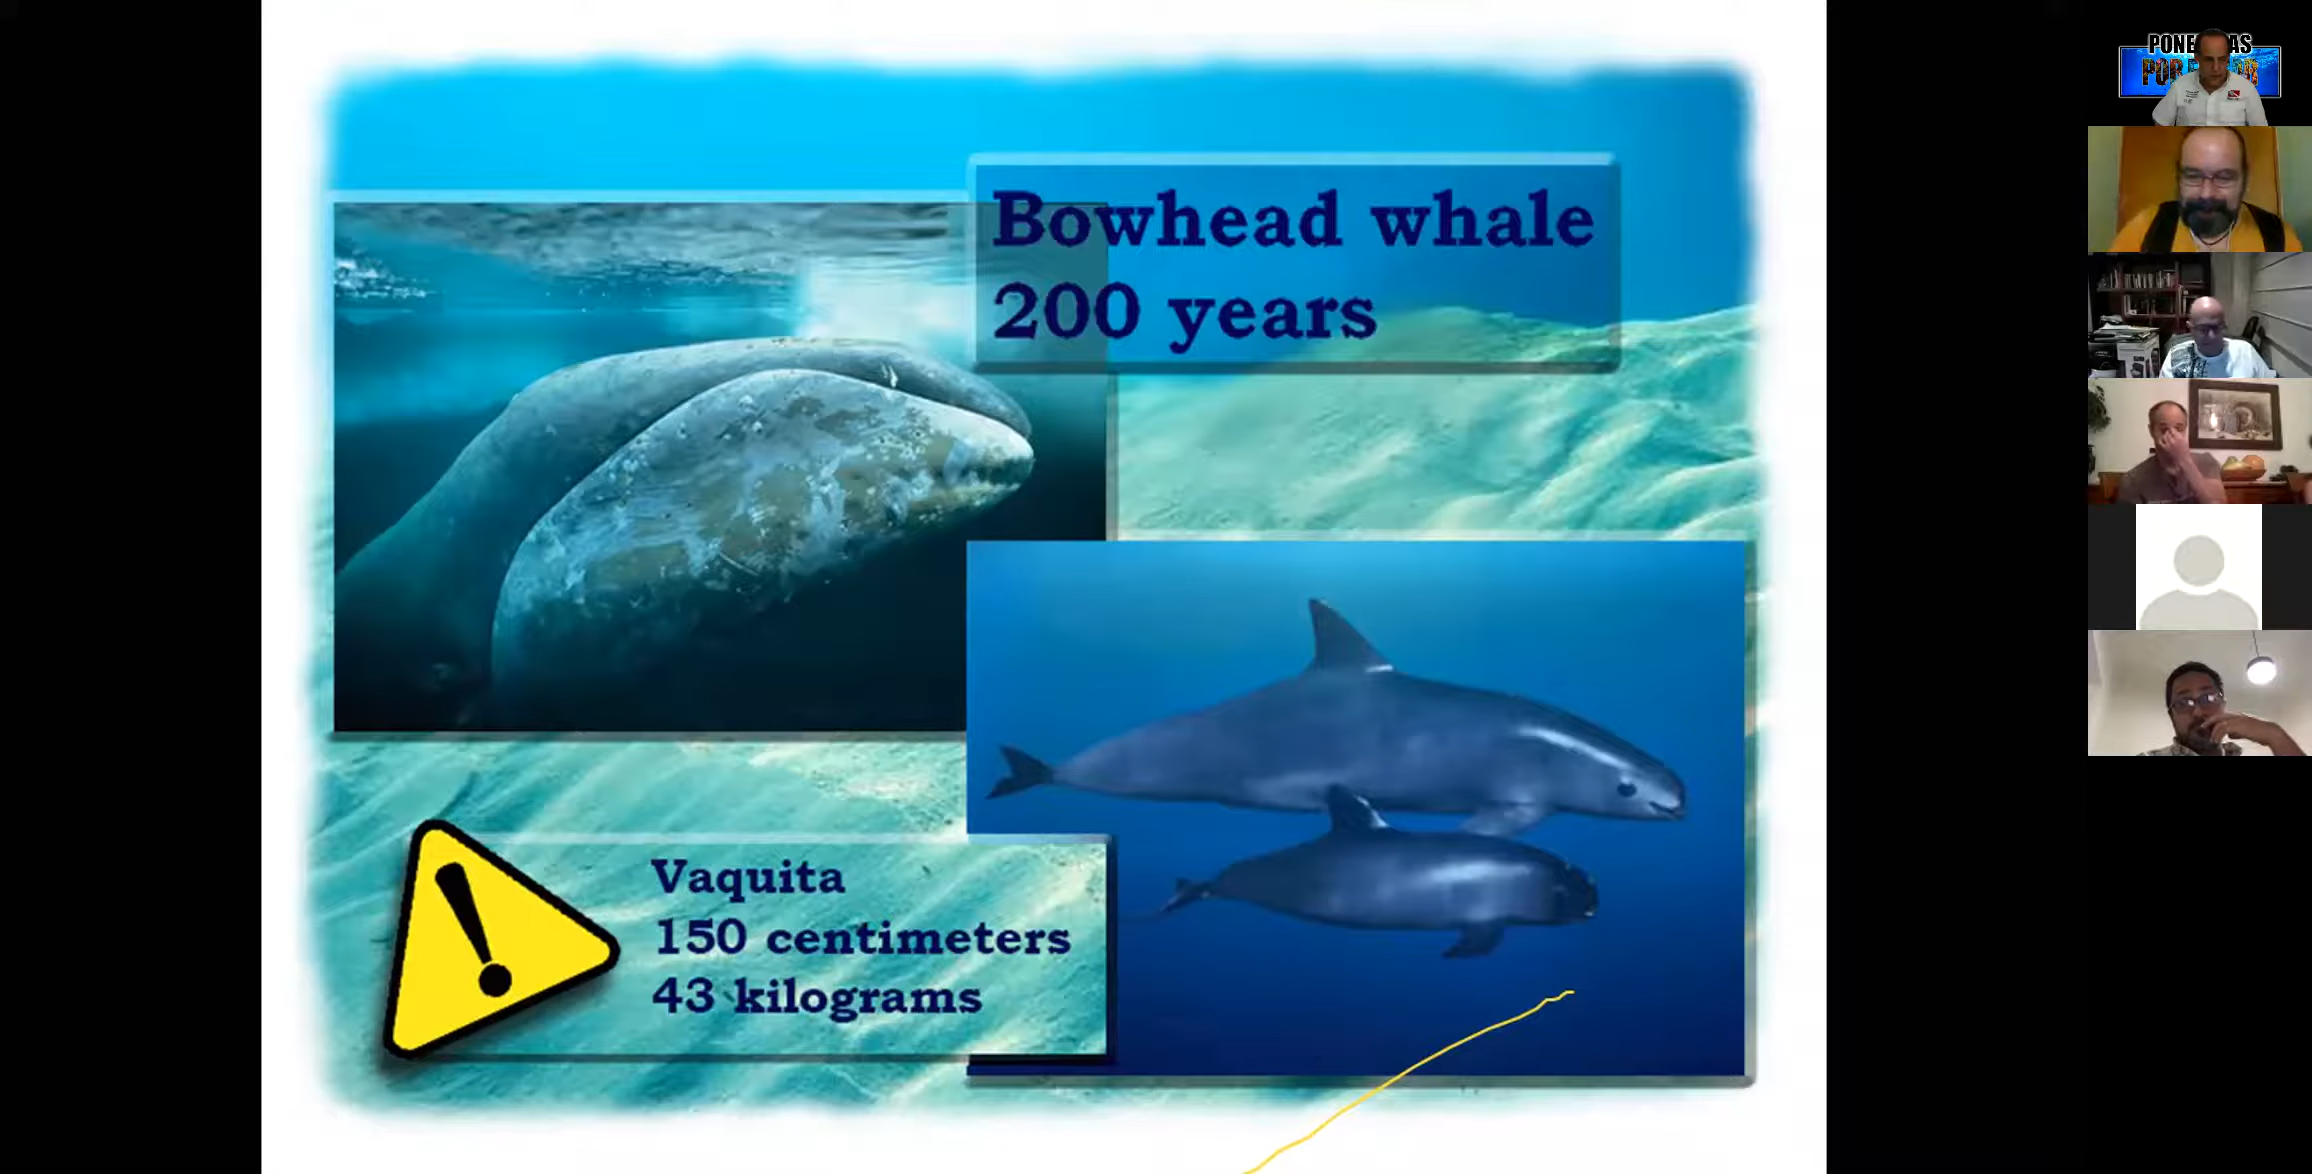 Bowhead whale
200 years
Vaquita
150 centimeters
43 kilograms